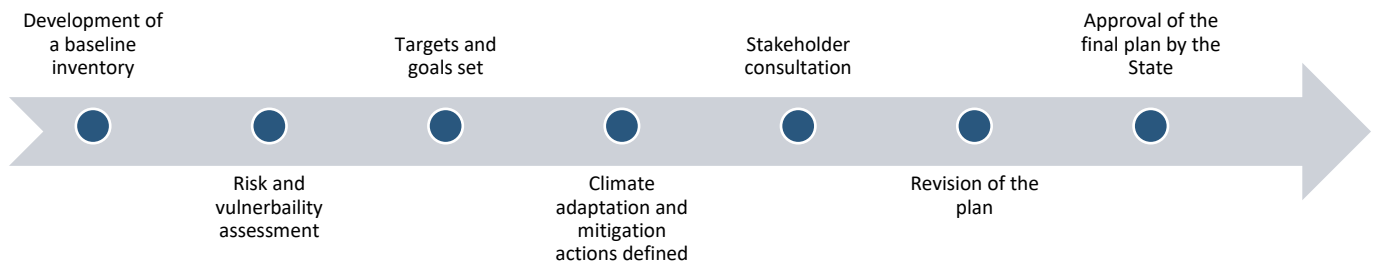 Development of
a baseline
inventory
Risk and
vulnerbaility
assessment
Targets and
goals set
Climate
adaptation and
mitigation
actions defined
Stakeholder
consultation
Revision of the
plan
Approval of the
final plan by the
State